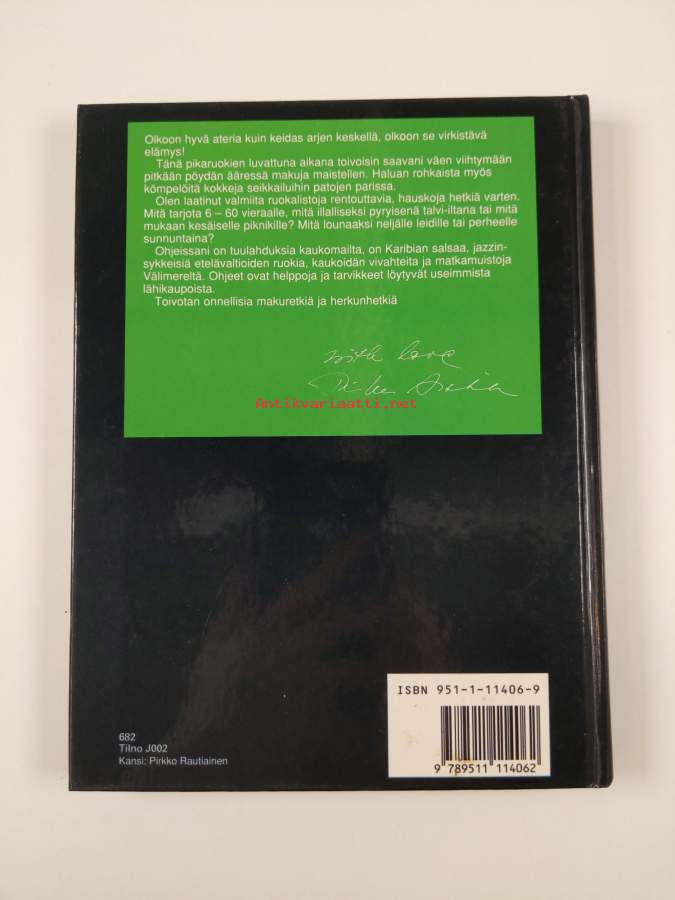 Olkoon hyvä ateria kuin keidas arjen keskellä, olkoon se virkistävä
elämys!
Tänä pikaruokien luvattuna aikana toivoisin saavani väen viihtymään
pitkään pöydän ääressä makuja maistellen. Haluan rohkaista myös
kömpelöitä kokkeja seikkailuihin patojen parissa.
Olen laatinut valmiita ruokalistoja rentouttavia, hauskoja hetkiä varten.
Mitä tarjota 6 – 60 vieraalle, mitä illalliseksi pyryisenä talvi-iltana tai mitä
mukaan kesäiselle piknikille? Mitä lounaaksi neljälle leidille tai perheelle
sunnuntaina?
Ohjeissani on tuulahduksia kaukomailta, on Karibian salsaa, jazzin-
sykkeisiä etelävaltioiden ruokia, kaukoidän vivahteita ja matkamuistoja
Välimereltä. Ohjeet ovat helppoja ja tarvikkeet löytyvät useimmista
lähikaupoista.
Toivotan onnellisia makuretkiä ja herkunhetkiä
with love
Antikvariaatti.net
ISBN 951-1-11406-9
9 789511 114062
682
Tilno J002
Kansi: Pirkko Rautiainen